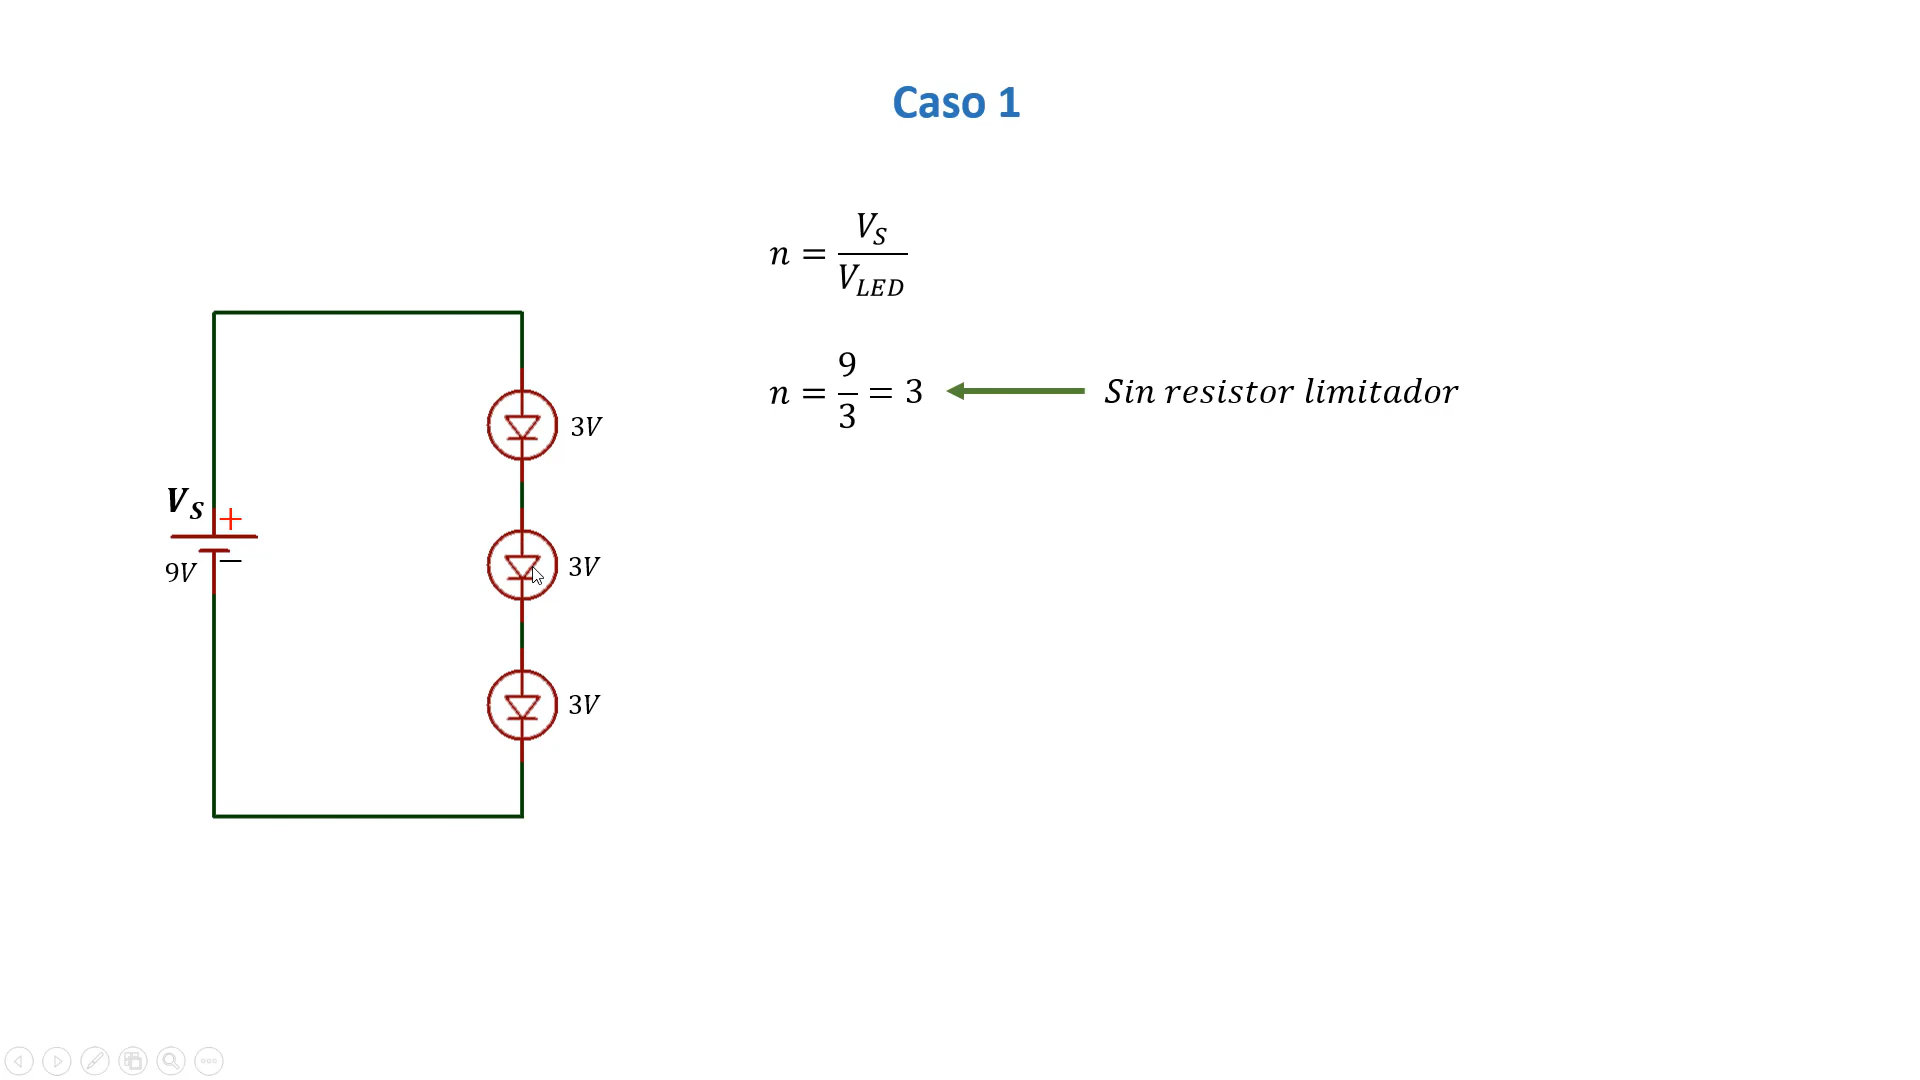 Caso 1
n = V_S / V_LED
n = 9/3 = 3
Sin resistor limitador
3V
V_S
+
−
9V
3V
3V